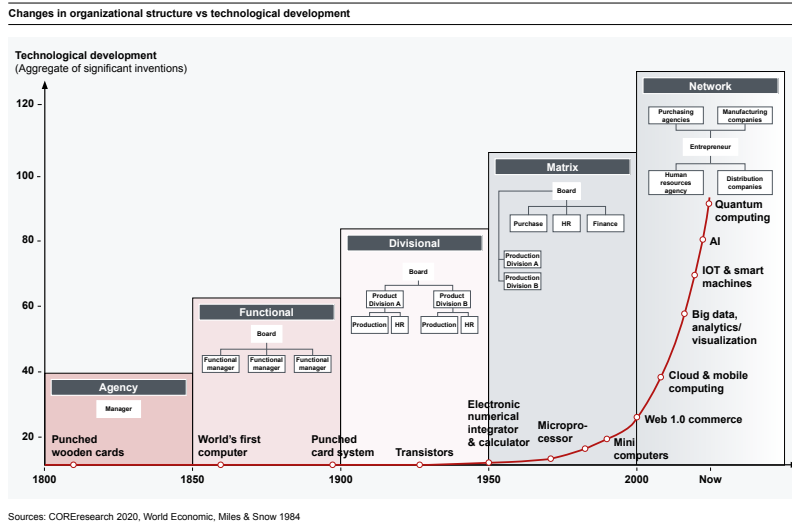 Changes in organizational structure vs technological development
Technological development
(Aggregate of significant inventions)
120
100
80
60
40
20
Agency
Manager
Functional
Board
Functional manager
Functional manager
Functional manager
Divisional
Board
Product Division A
Product Division B
Production
HR
Production
HR
Matrix
Board
Purchase
HR
Finance
Production Division A
Production Division B
Network
Purchasing agencies
Manufacturing companies
Entrepreneur
Human resources agency
Distribution companies
Punched
wooden cards
World's first
computer
Punched
card system
Transistors
Electronic
numerical
integrator
& calculator
Micropro-
cessor
Mini
computers
Web 1.0 commerce
Cloud & mobile
computing
Big data,
analytics/
visualization
IOT & smart
machines
AI
Quantum
computing
1800
1850
1900
1950
2000
Now
Sources: COREresearch 2020, World Economic, Miles & Snow 1984